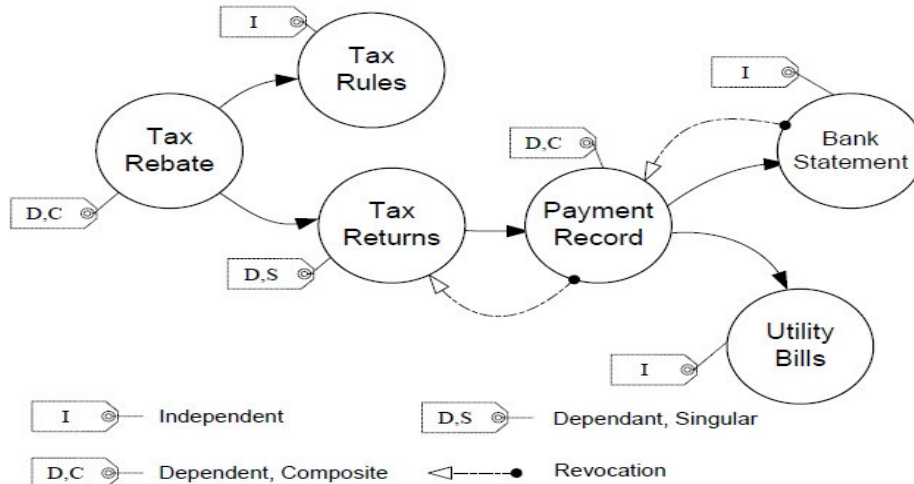 I
Tax
Rules
I
Tax
Rebate
D,C
Bank
Statement
D,C
Tax
Returns
Payment
Record
D,S
Utility
Bills
I
I Independent
D,S Dependant, Singular
D,C Dependent, Composite
Revocation